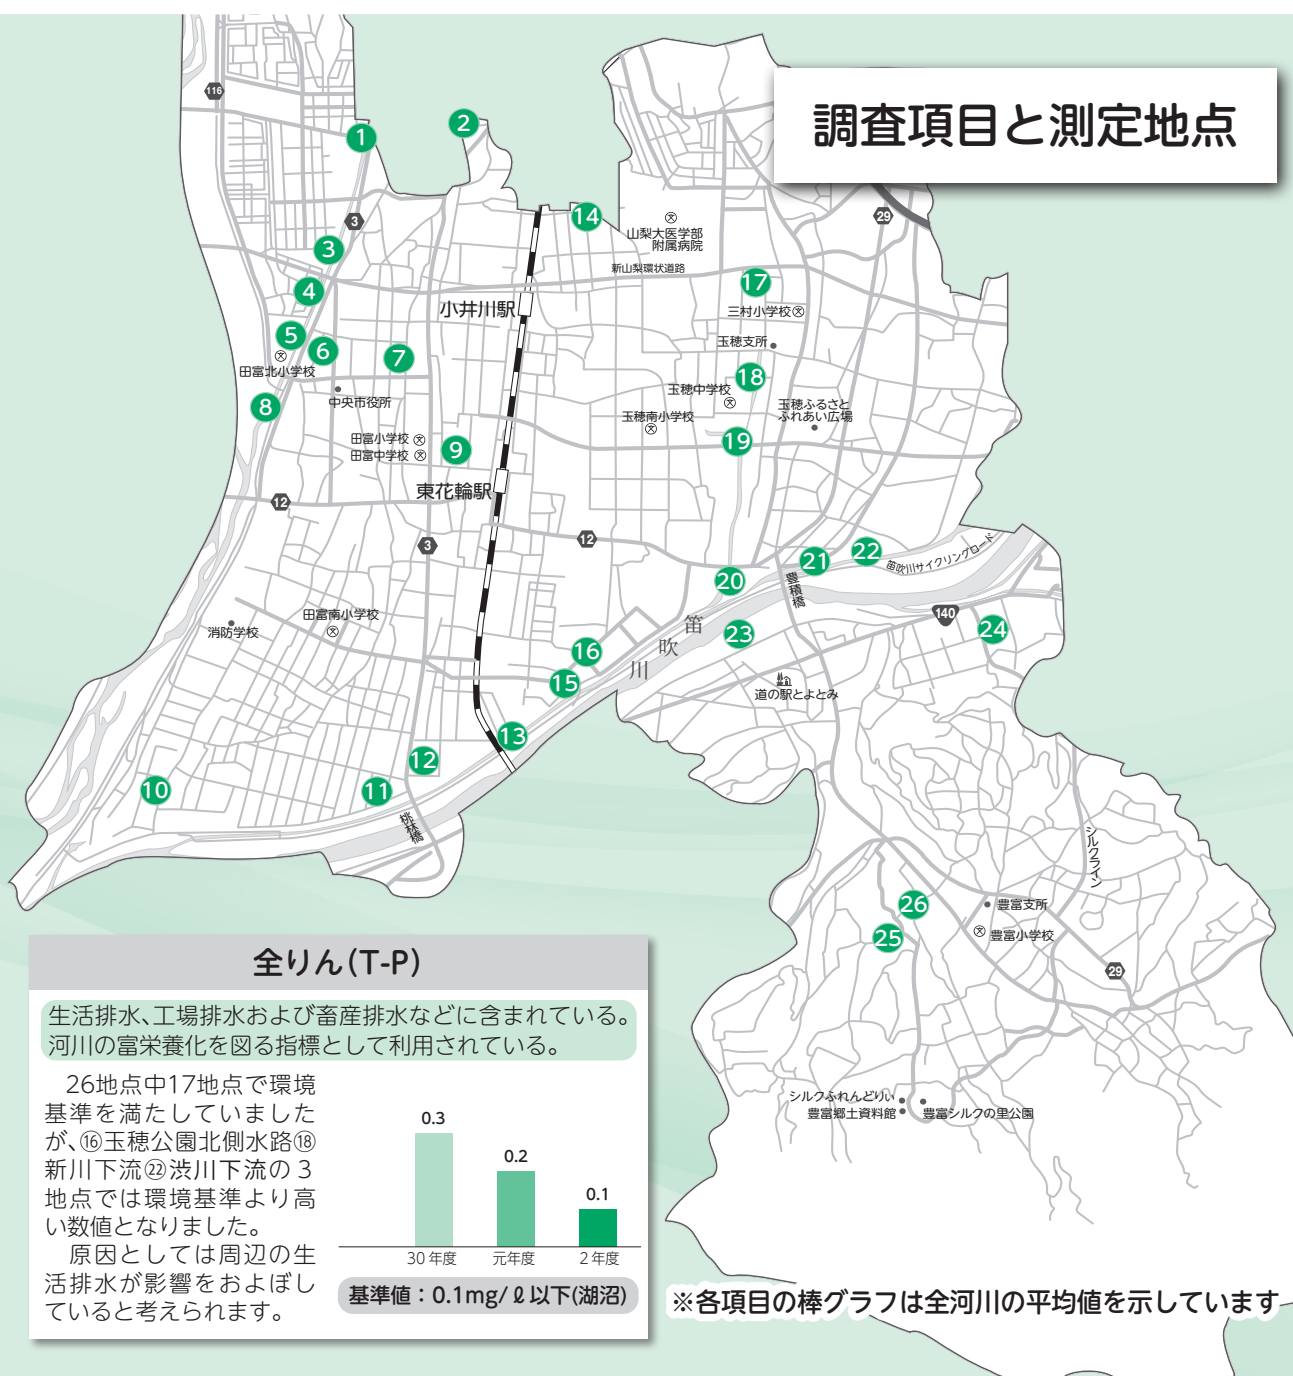 調査項目と測定地点
116
1
2
3
29
14
山梨大医学部
附属病院
3
新山梨環状道路
17
4
小井川駅
三村小学校
5
6
7
玉穂支所
田富北小学校
18
中央市役所
玉穂中学校
8
玉穂ふるさと
ふれあい広場
玉穂南小学校
田富小学校
田富中学校
9
19
東花輪駅
12
3
12
21
22
笛吹川サイクリングロード
20
豊積橋
140
田富南小学校
消防学校
笛吹川
23
24
16
15
道の駅とよとみ
13
12
10
11
桃林橋
シルクライン
26
豊富支所
25
豊富小学校
29
シルクふれんどりぃ
豊富郷土資料館
豊富シルクの里公園
全りん(T-P)
生活排水、工場排水および畜産排水などに含まれている。
河川の富栄養化を図る指標として利用されている。
26地点中17地点で環境
基準を満たしていました
が、⑯玉穂公園北側水路⑱
新川下流㉒渋川下流の３
地点では環境基準より高
い数値となりました。
原因としては周辺の生
活排水が影響をおよぼし
ていると考えられます。
0.3
0.2
0.1
30年度
元年度
2年度
基準値：0.1mg/ℓ以下(湖沼)
※各項目の棒グラフは全河川の平均値を示しています